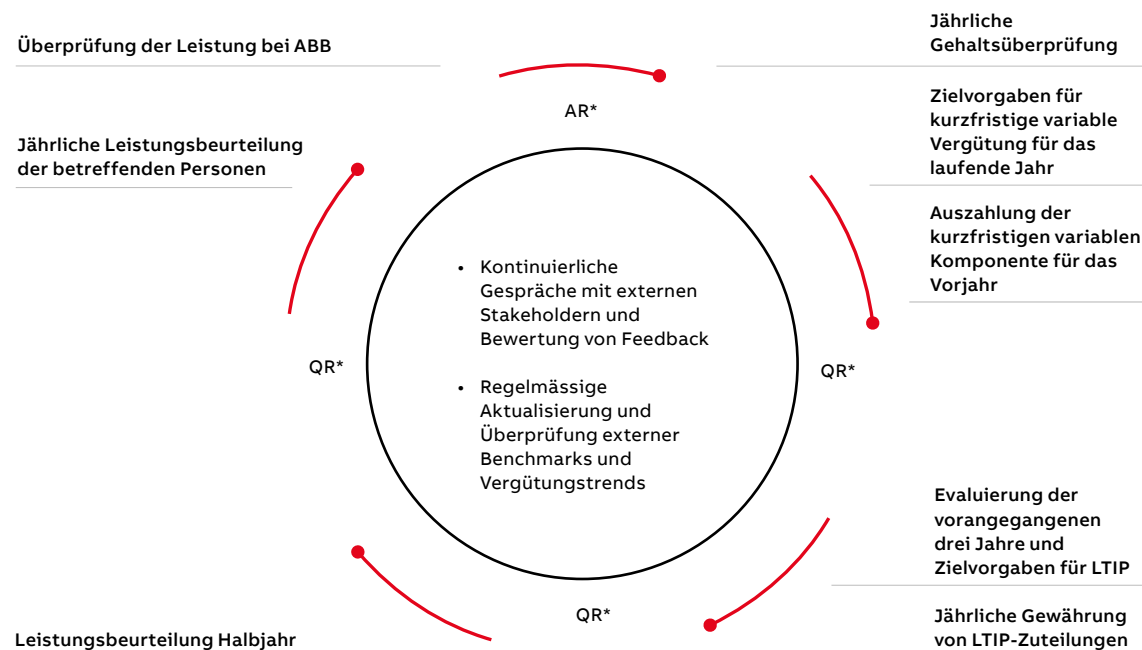 Überprüfung der Leistung bei ABB
Jährliche
Gehaltsüberprüfung
AR*
Zielvorgaben für
kurzfristige variable
Vergütung für das
laufende Jahr
Jährliche Leistungsbeurteilung
der betreffenden Personen
Auszahlung der
kurzfristigen variablen
Komponente für das
Vorjahr
• Kontinuierliche
Gespräche mit externen
Stakeholdern und
Bewertung von Feedback
QR*
QR*
• Regelmässige
Aktualisierung und
Überprüfung externer
Benchmarks und
Vergütungstrends
Evaluierung der
vorangegangenen
drei Jahre und
Zielvorgaben für LTIP
QR*
Leistungsbeurteilung Halbjahr
Jährliche Gewährung
von LTIP-Zuteilungen